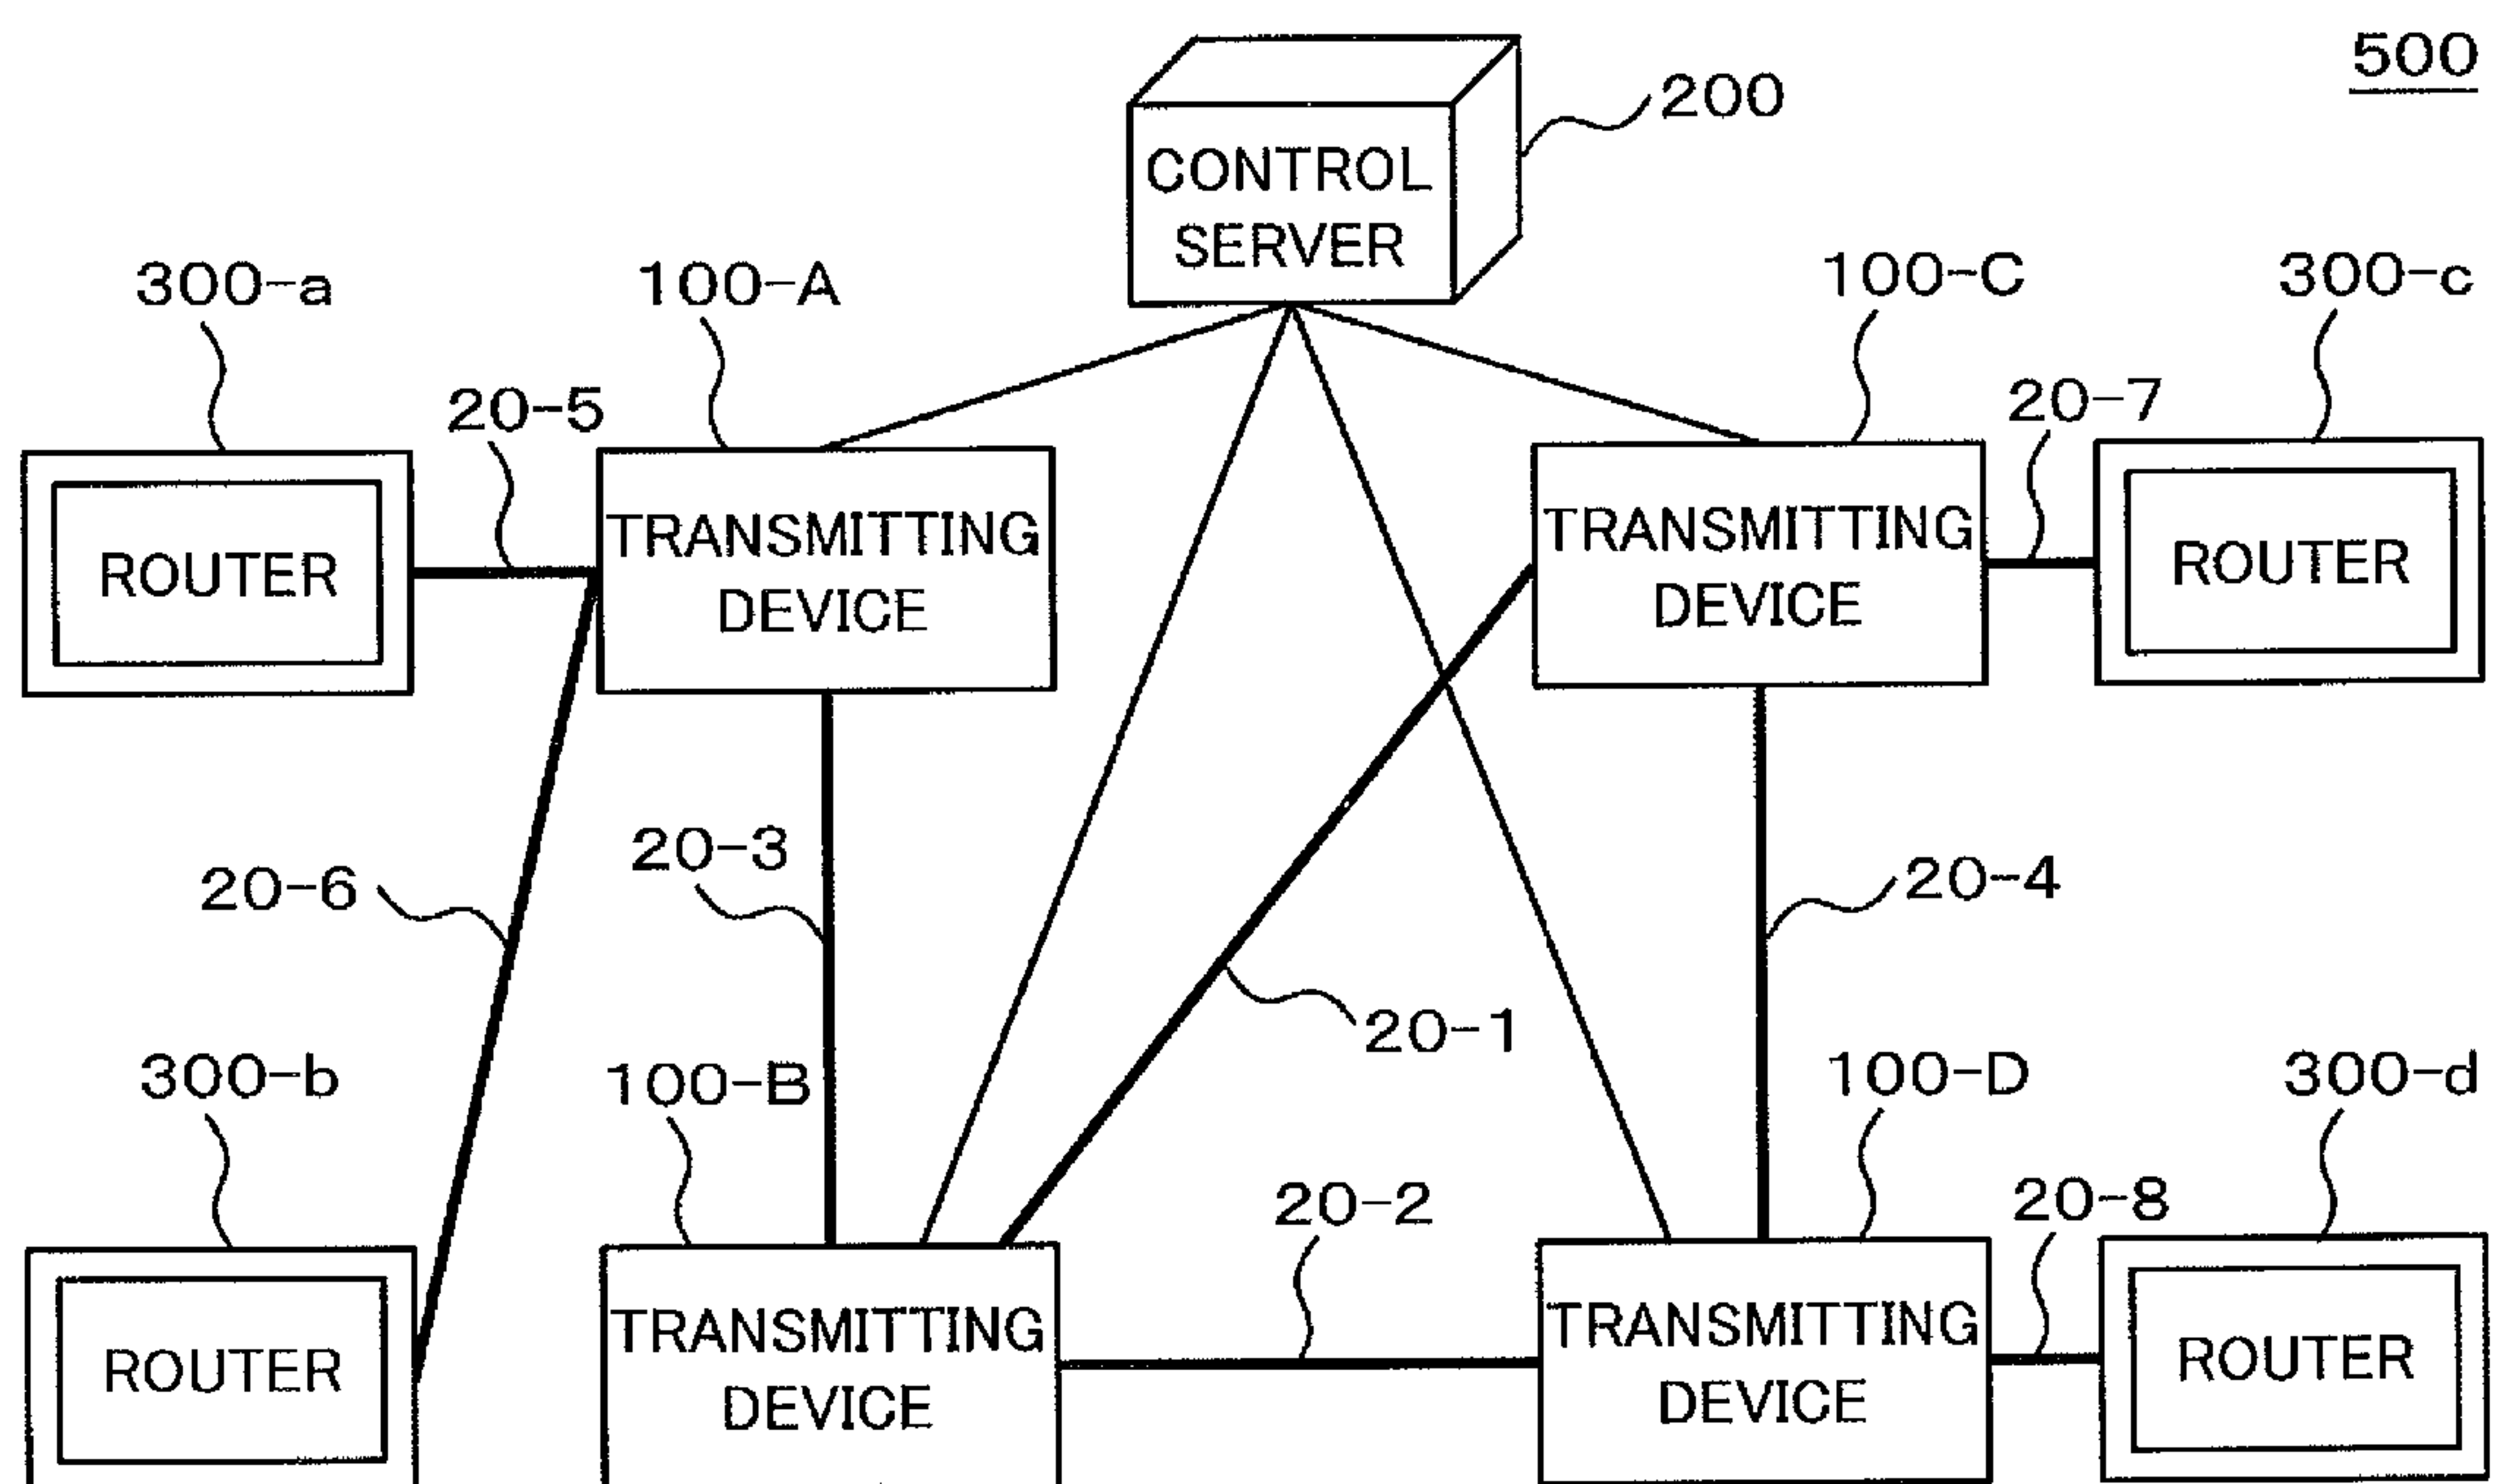 500
200
CONTROL
SERVER
300-a
100-A
100-C
300-c
20-5
20-7
ROUTER
TRANSMITTING
DEVICE
TRANSMITTING
DEVICE
ROUTER
20-3
20-6
20-4
20-1
300-b
100-B
100-D
300-d
20-2
20-8
ROUTER
TRANSMITTING
DEVICE
TRANSMITTING
DEVICE
ROUTER